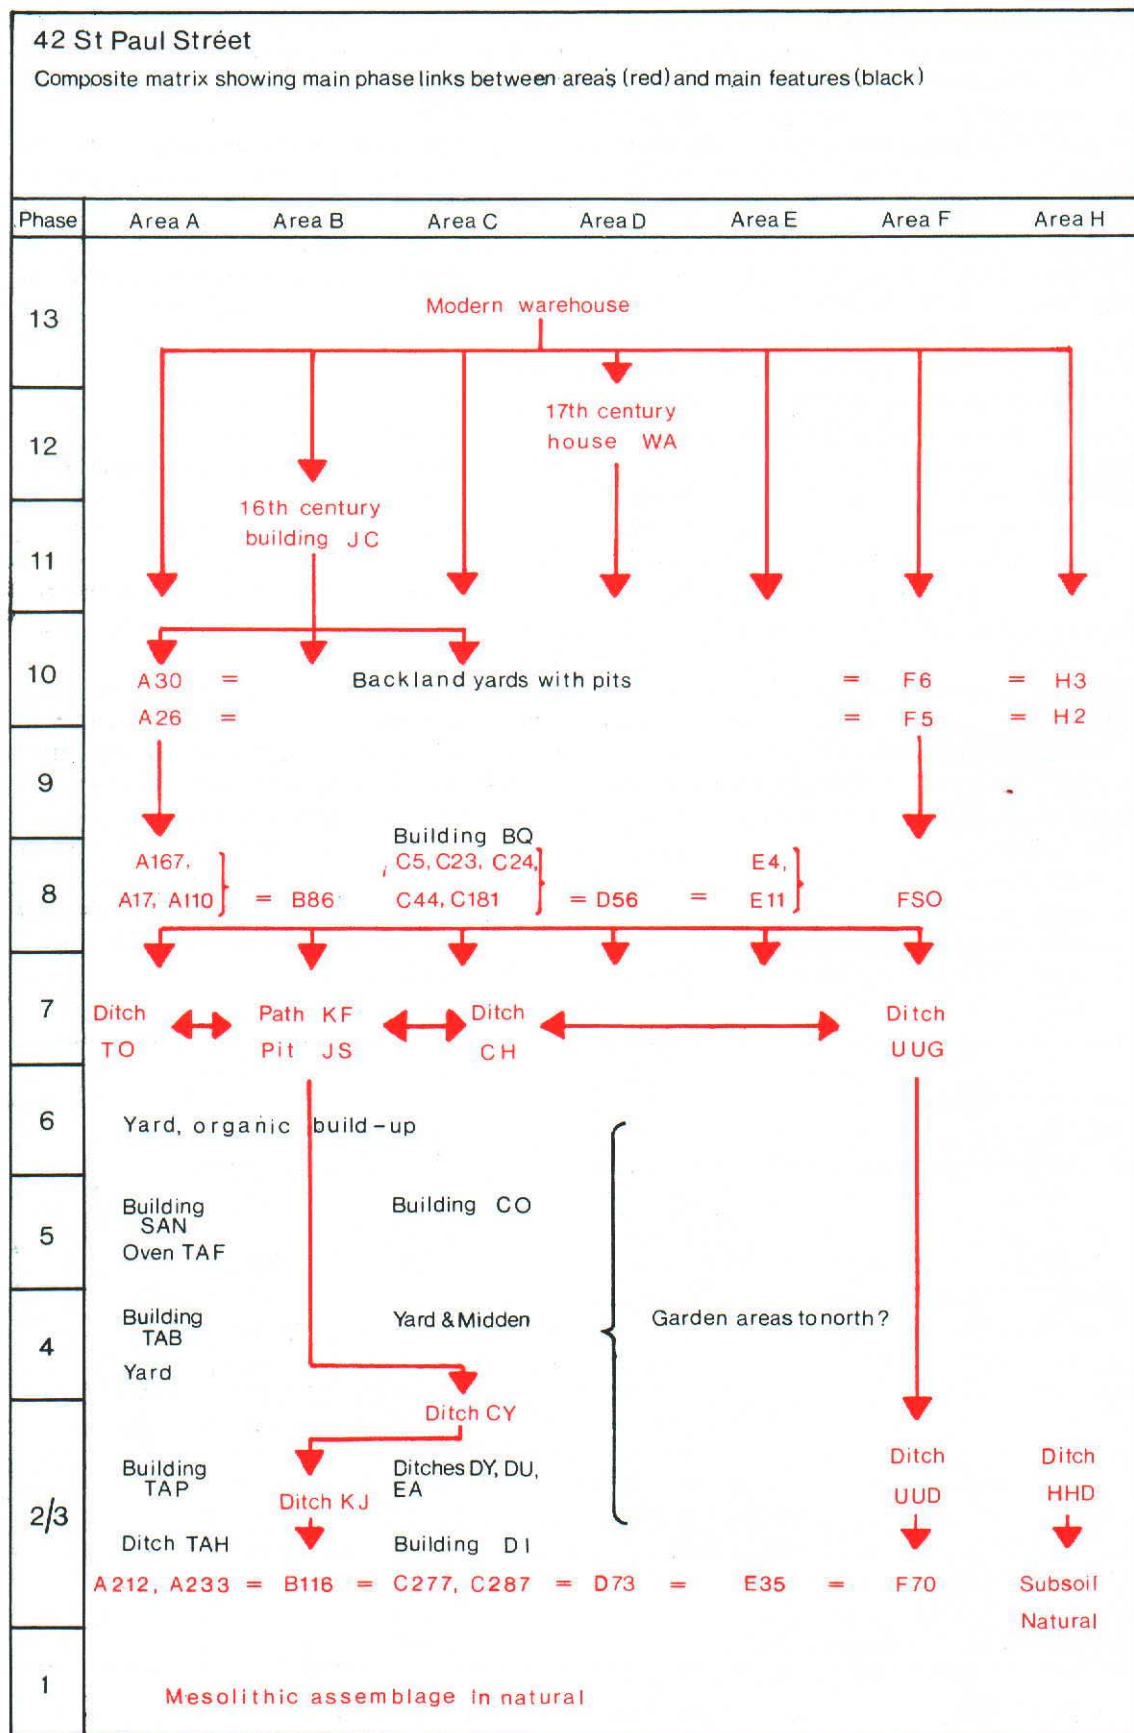 42 St Paul Street
Composite matrix showing main phase links between areas (red) and main features (black)
Phase Area A Area B Area C Area D Area E Area F Area H
13
Modern warehouse
12
17th century
house WA
16th century
building JC
11
10
A30 = Backland yards with pits = F6 = H3
A26 = = F5 = H2
9
Building BQ
A167, C5, C23, C24, E4,
8
A17, A110 = B86 C44, C181 = D56 = E11 FSO
7
Ditch Path KF Ditch Ditch
TO Pit JS CH UUG
6
Yard, organic build-up
Building Building CO
SAN
5
Oven TAF
Building Yard & Midden Garden areas to north?
TAB
4
Yard
Ditch CY
Building Ditches DY, DU, Ditch Ditch
TAP EA
Ditch KJ UUD HHD
2/3
Ditch TAH Building DI
A212, A233 = B116 = C277, C287 = D73 = E35 = F70 Subsoil
Natural
1
Mesolithic assemblage in natural